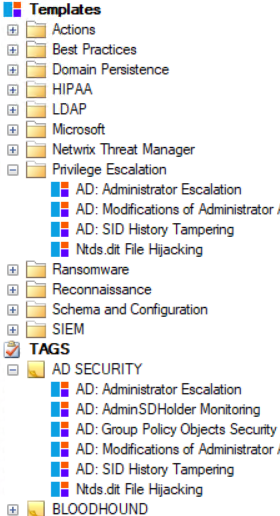 Templates
Actions
Best Practices
Domain Persistence
HIPAA
LDAP
Microsoft
Netwrix Threat Manager
Privilege Escalation
AD: Administrator Escalation
AD: Modifications of Administrator
AD: SID History Tampering
Ntds.dit File Hijacking
Ransomware
Reconnaissance
Schema and Configuration
SIEM
TAGS
AD SECURITY
AD: Administrator Escalation
AD: AdminSDHolder Monitoring
AD: Group Policy Objects Security
AD: Modifications of Administrator
AD: SID History Tampering
Ntds.dit File Hijacking
BLOODHOUND